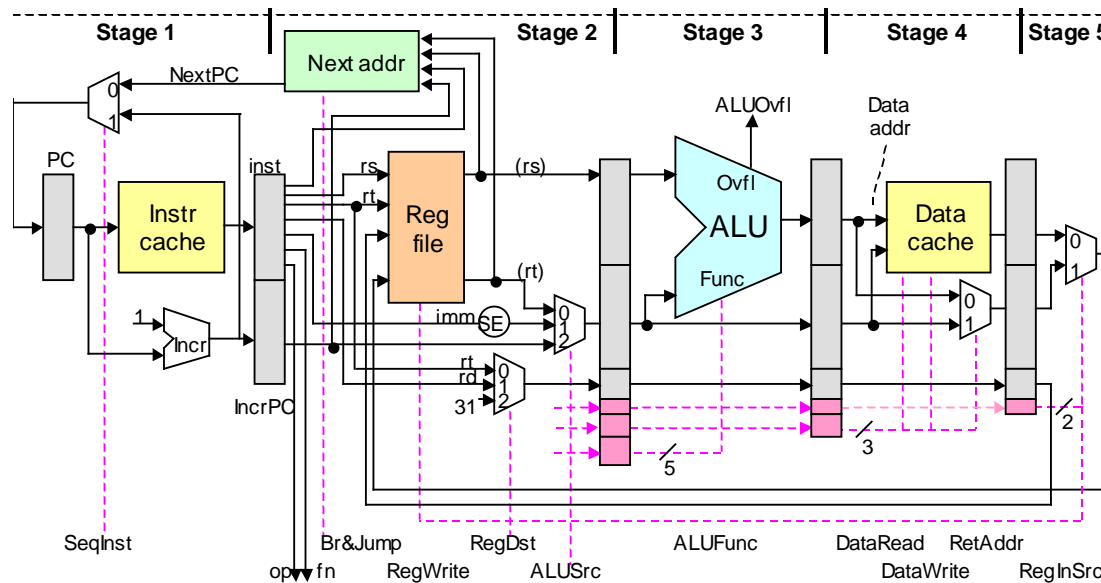 Stage 1
Stage 2
Stage 3
Stage 4
Stage 5
Next addr
NextPC
0
1
ALUOvfl
Data
addr
PC
inst
rs
(rs)
rt
Instr
cache
Reg
file
Ovfl
ALU
Func
Data
cache
0
1
(rt)
1
Incr
imm
SE
0
1
2
0
1
rt
rd
31
0
1
2
IncrPC
5
3
2
SeqInst
Br&Jump
RegDst
ALUFunc
DataRead
RetAddr
op
fn
RegWrite
ALUSrc
DataWrite
RegInSrc